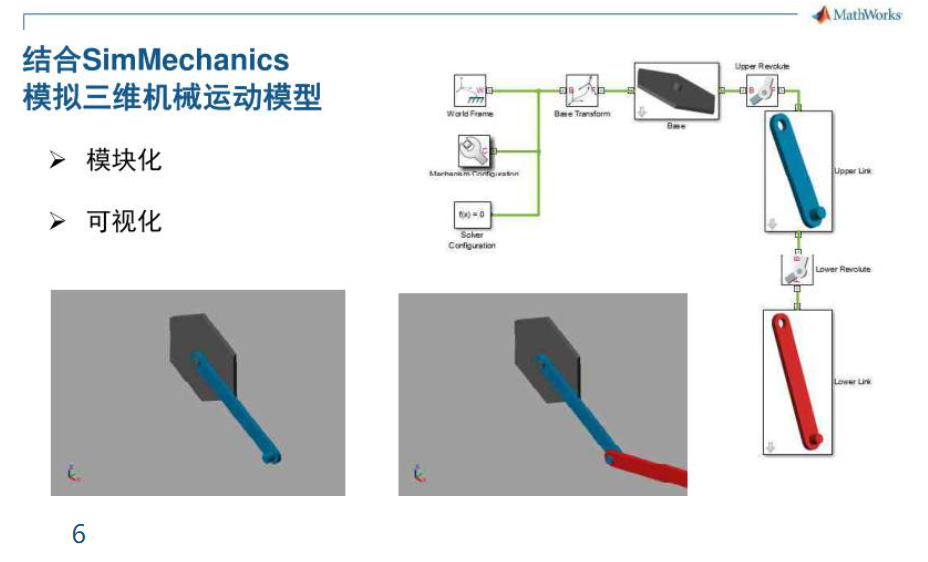 MathWorks
结合SimMechanics
模拟三维机械运动模型
➢ 模块化
➢ 可视化
World Frame
W
Base Transform
B F
Base
Upper Revolute
B F
Mechanism Configuration
C
f(x) = 0
Solver
Configuration
Upper Link
Lower Revolute
B
F
Lower Link
6